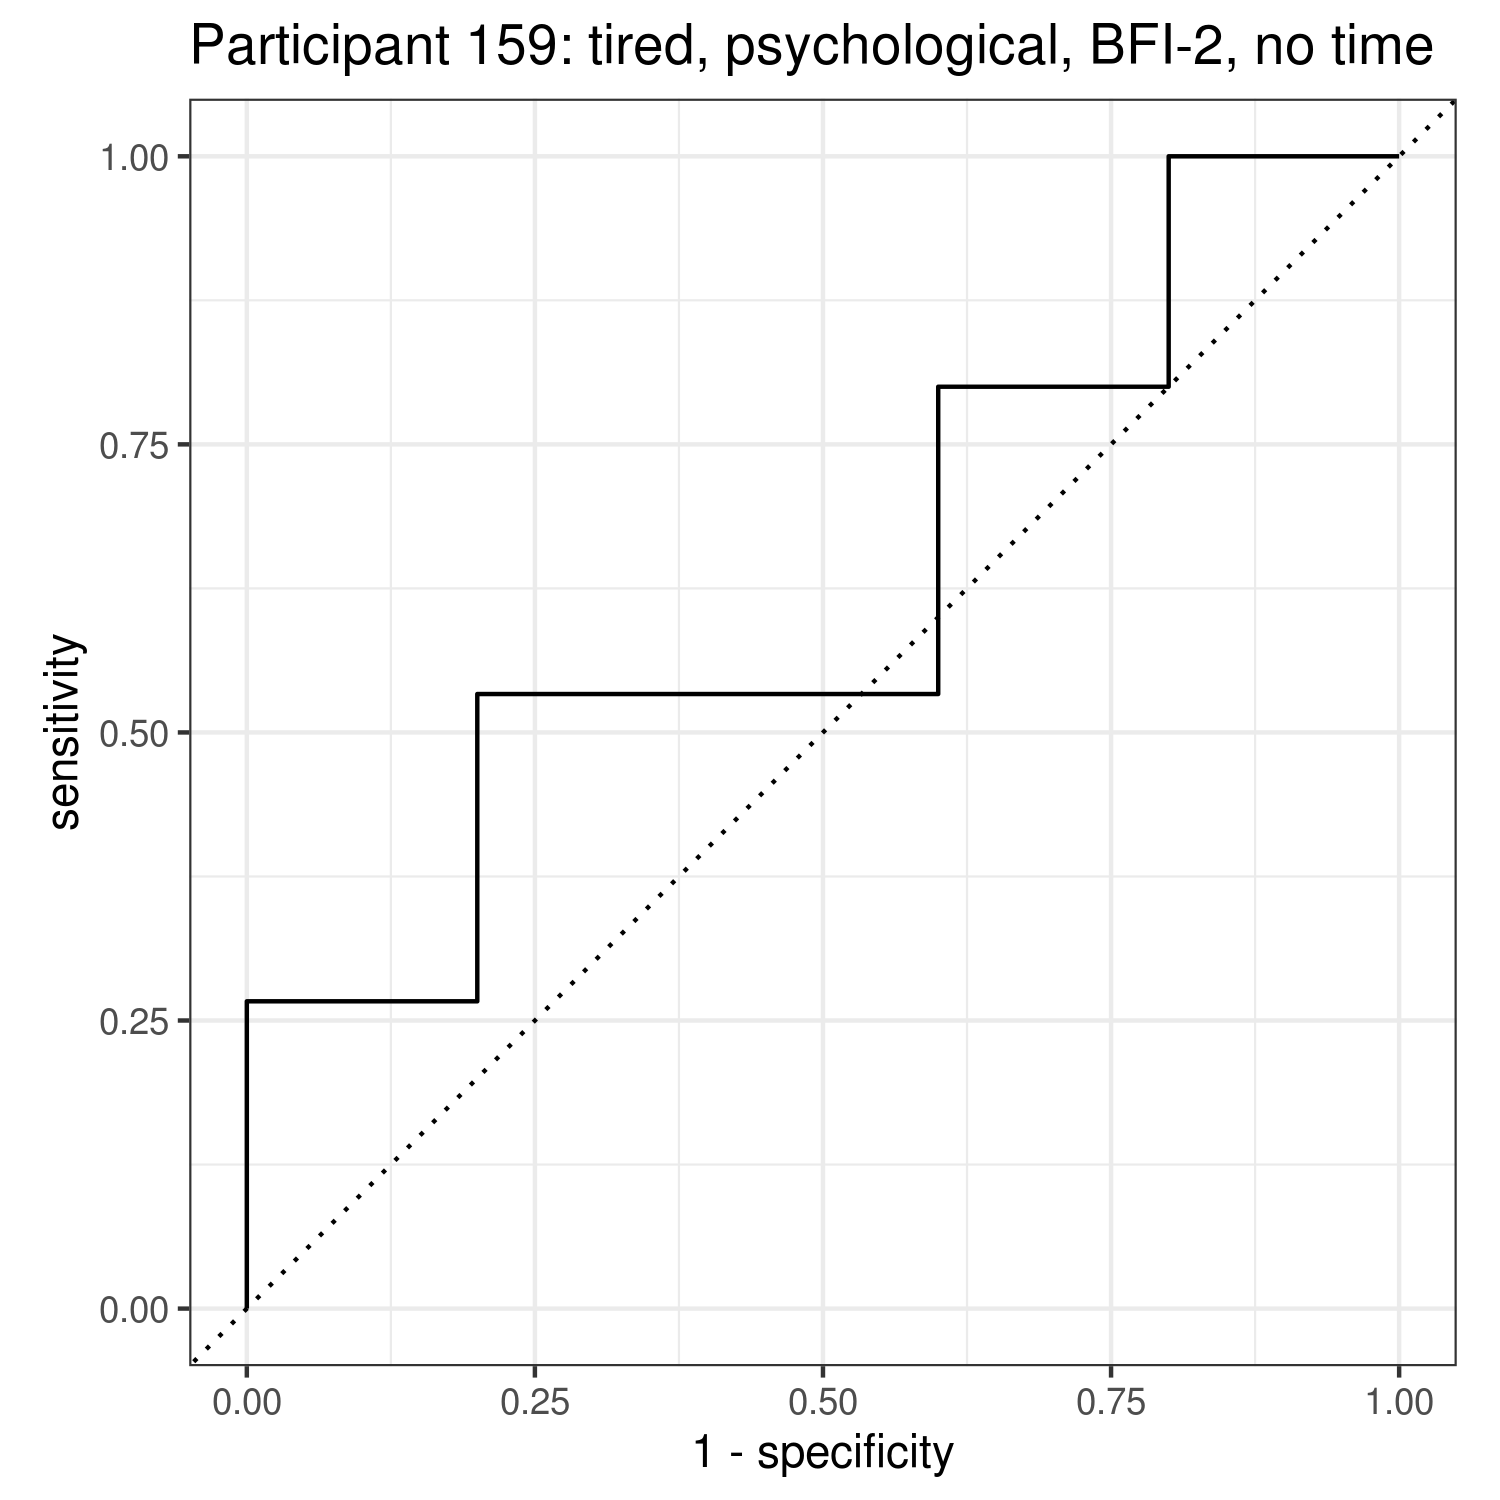 Participant 159: tired, psychological, BFI-2, no time
1.00
0.75
0.50
0.25
0.00
sensitivity
0.00 0.25 0.50 0.75 1.00
1 - specificity